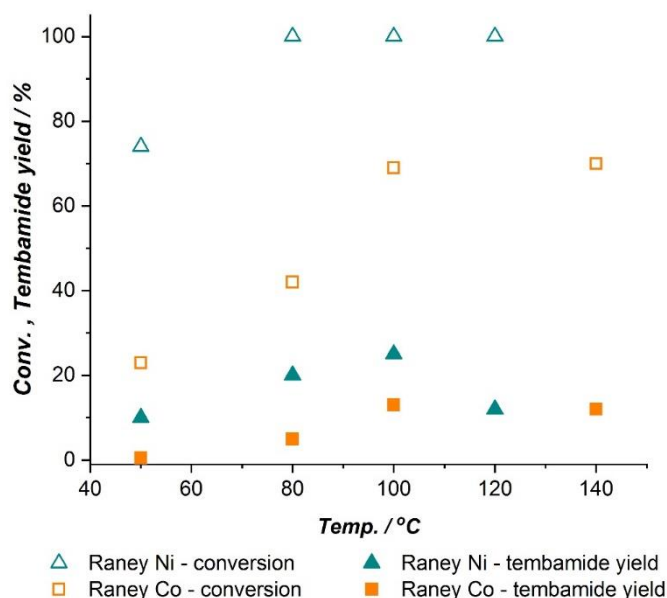 100
80
60
40
20
0
Conv. , Tembamide yield / %
40 60 80 100 120 140
Temp. / °C
Raney Ni - conversion Raney Ni - tembamide yield
Raney Co - conversion Raney Co - tembamide yield